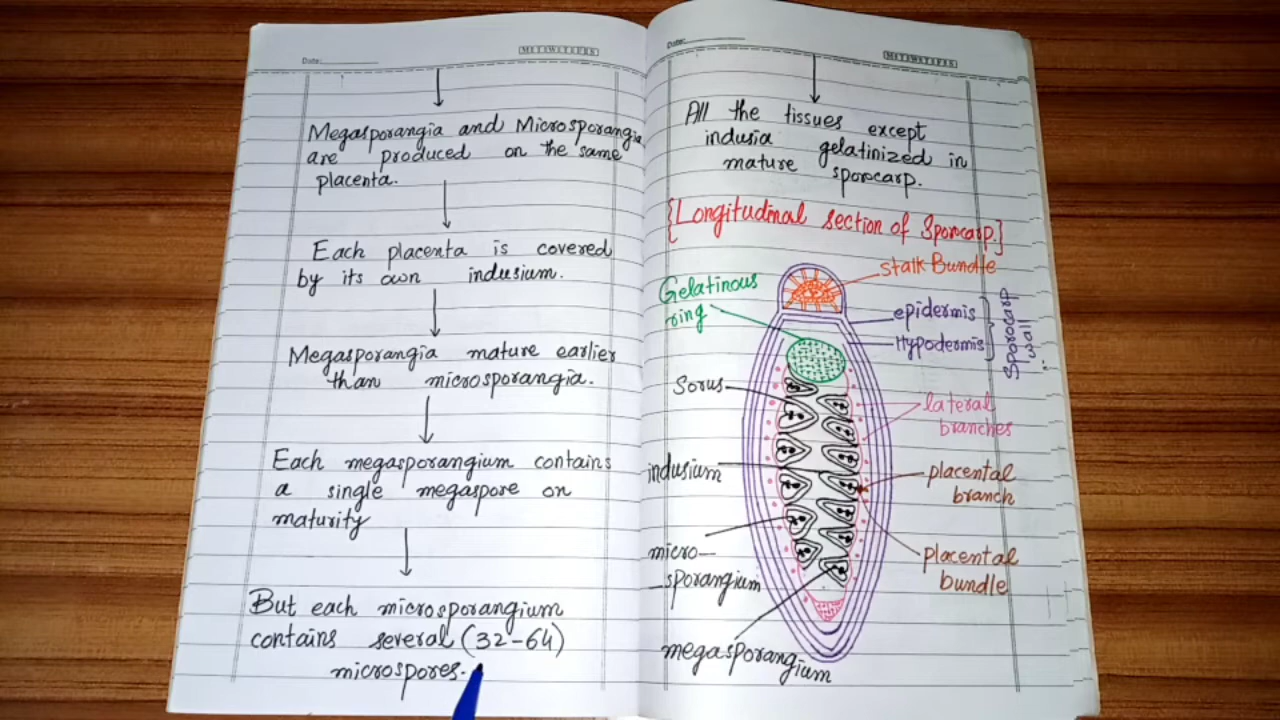 Date:
M T W T F S S
Megasporangia and Microsporangia
are produced on the same
placenta.
Each placenta is covered
by its own indusium.
Megasporangia mature earlier
than microsporangia.
Each megasporangium contains
a single megaspore on
maturity
But each microsporangium
contains several (32-64)
microspores.
Date:
M T W T F S S
All the tissues except
indusia gelatinized in
mature sporocarp.
{Longitudinal section of Sporocarp.}
stalk Bundle
Gelatinous
ring
epidermis
Hypodermis
Sporocarp
wall
Sorus
lateral
branches
indusium
placental
branch
micro-
-sporangium
placental
bundle
megasporangium